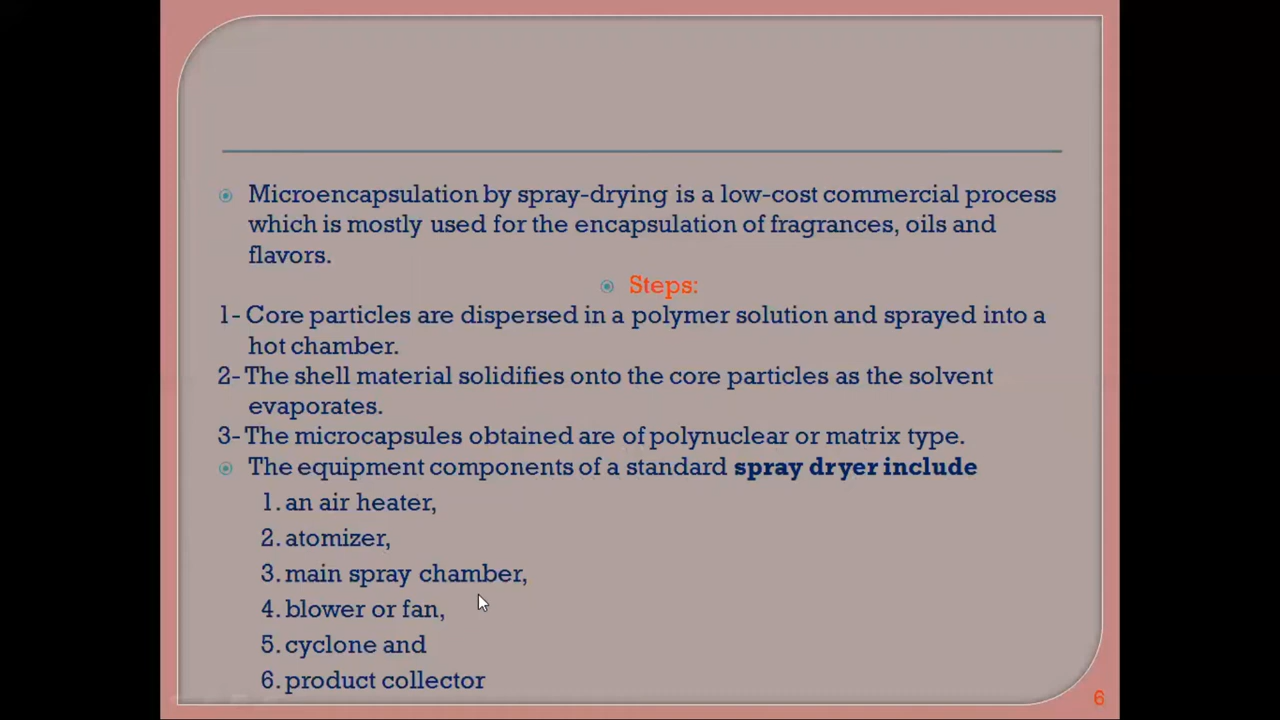 Microencapsulation by spray-drying is a low-cost commercial process
which is mostly used for the encapsulation of fragrances, oils and
flavors.
Steps:
1- Core particles are dispersed in a polymer solution and sprayed into a
hot chamber.
2- The shell material solidifies onto the core particles as the solvent
evaporates.
3- The microcapsules obtained are of polynuclear or matrix type.
The equipment components of a standard spray dryer include
1. an air heater,
2. atomizer,
3. main spray chamber,
4. blower or fan,
5. cyclone and
6. product collector
6